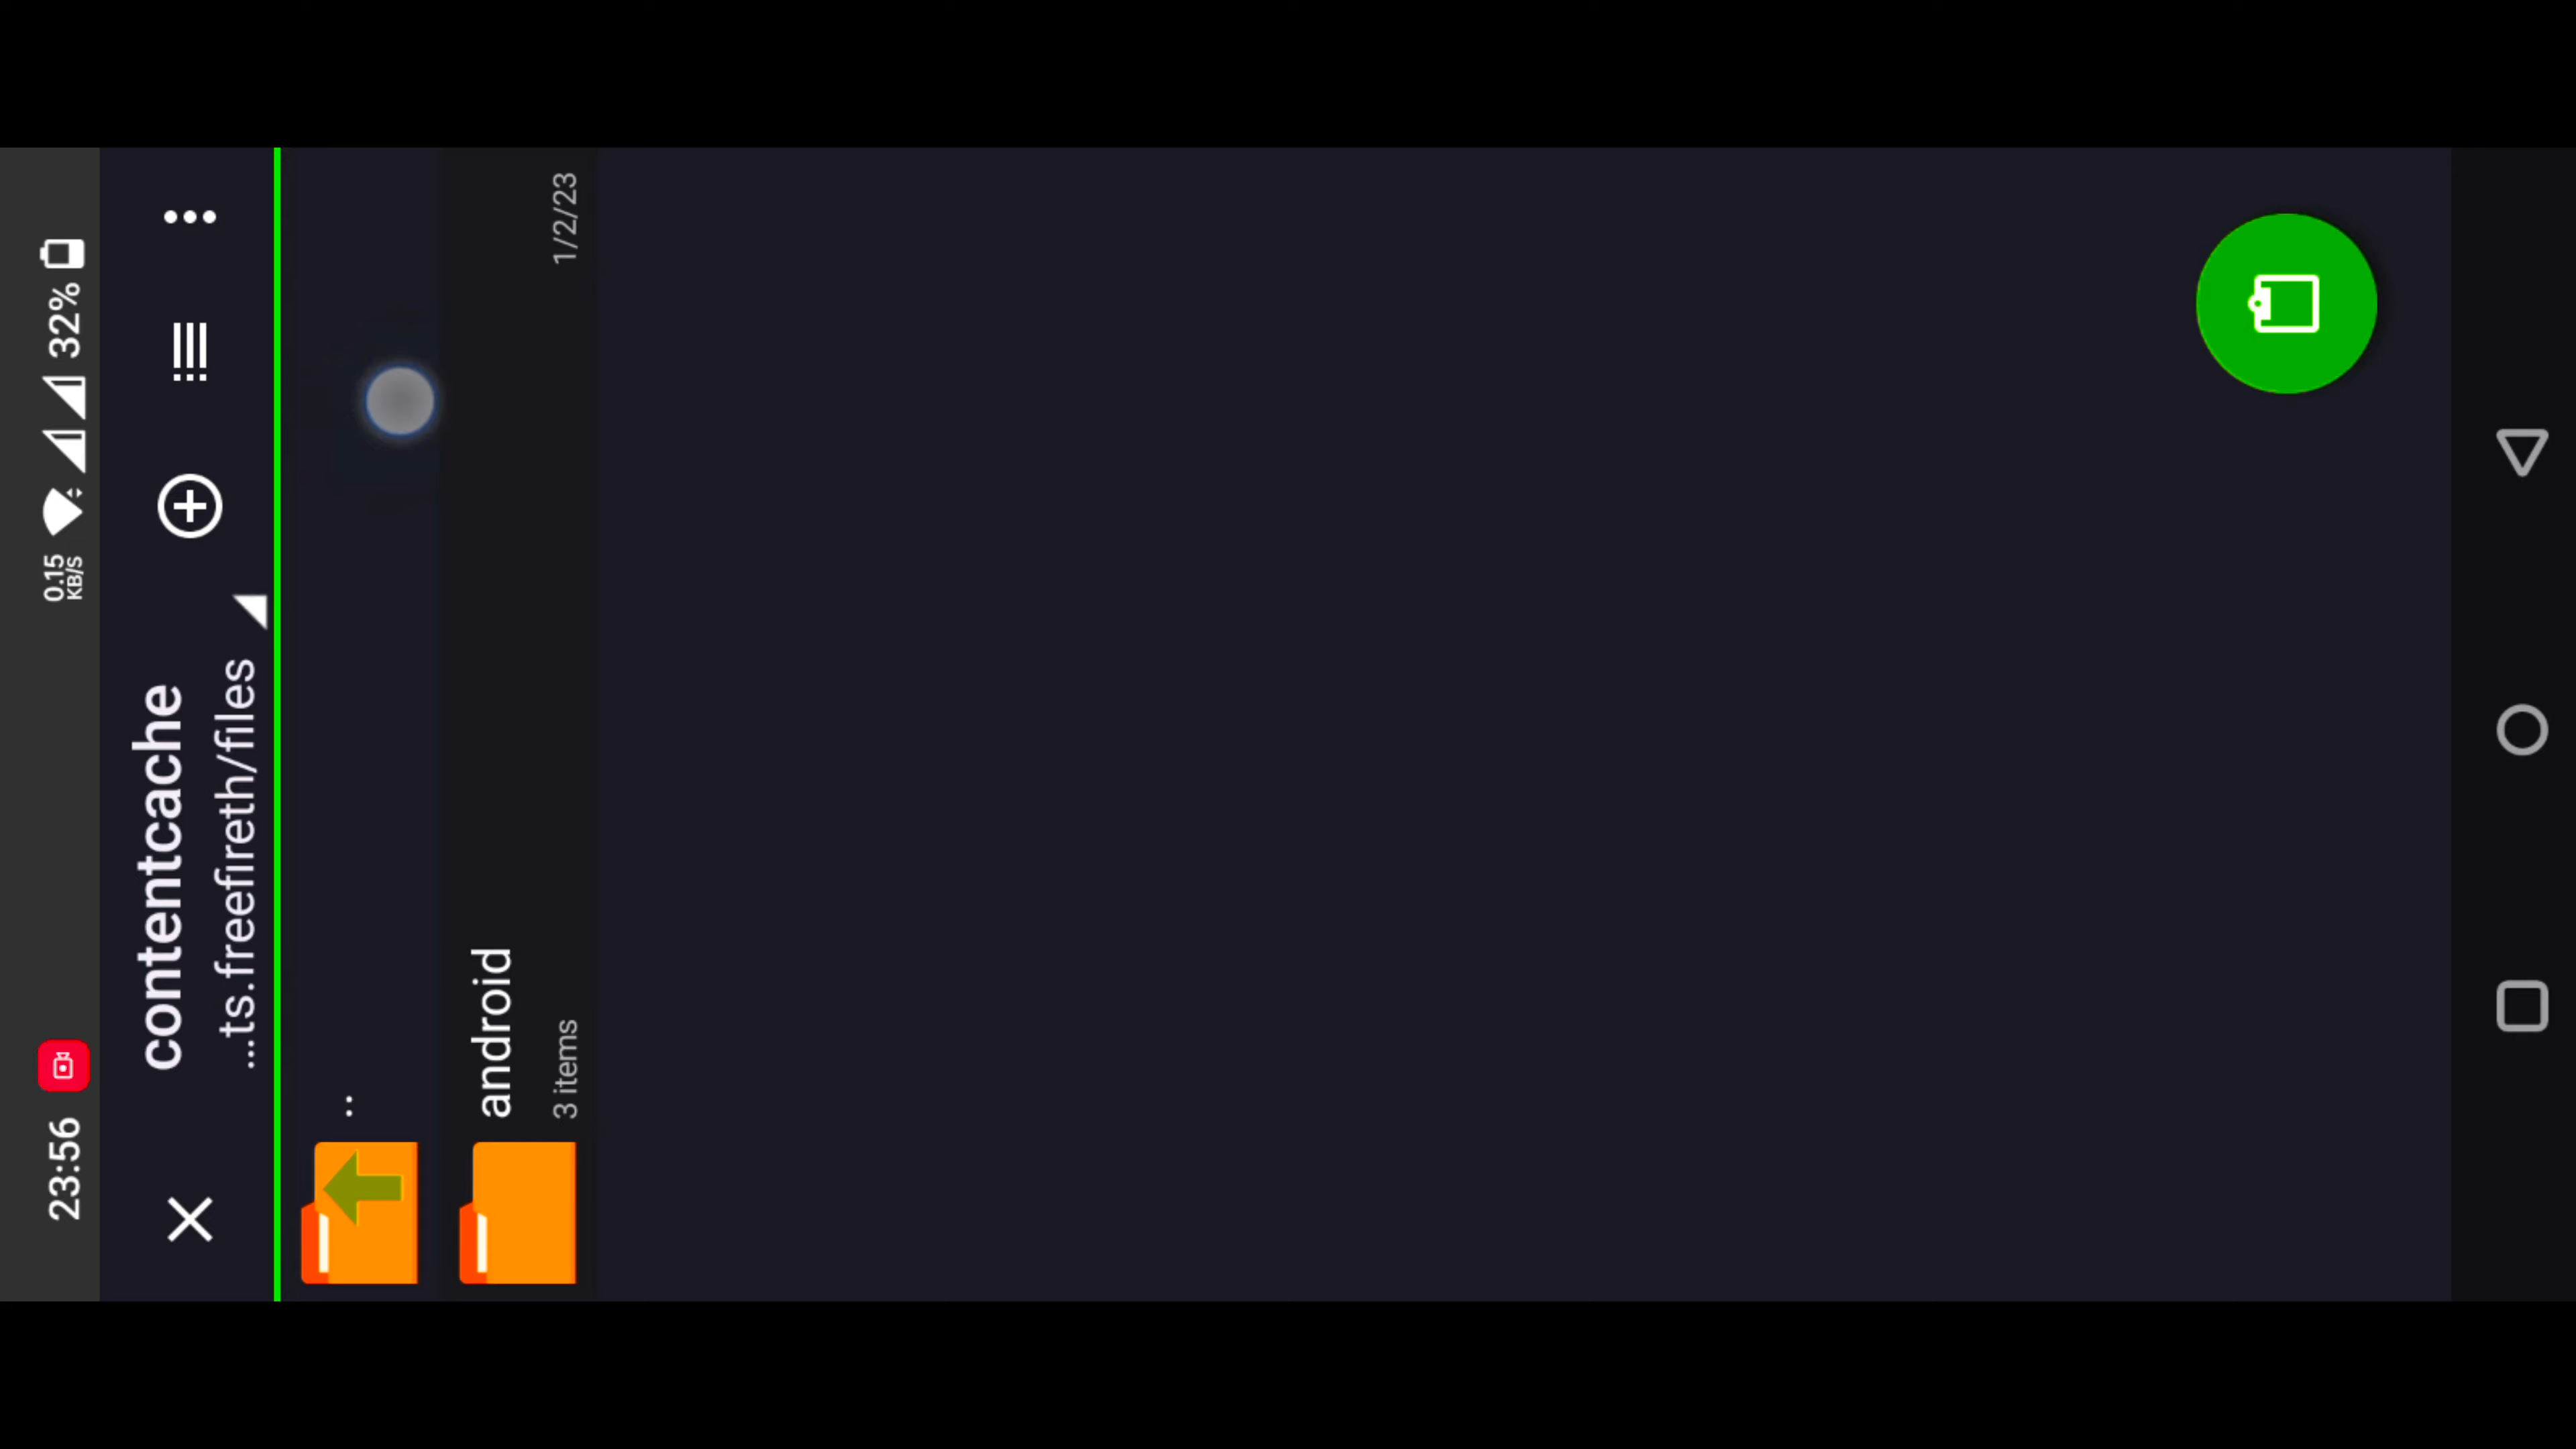 23:56
0.15
KB/S
32%
contentcache
...ts.freefireth/files
..
android
3 items
1/2/23